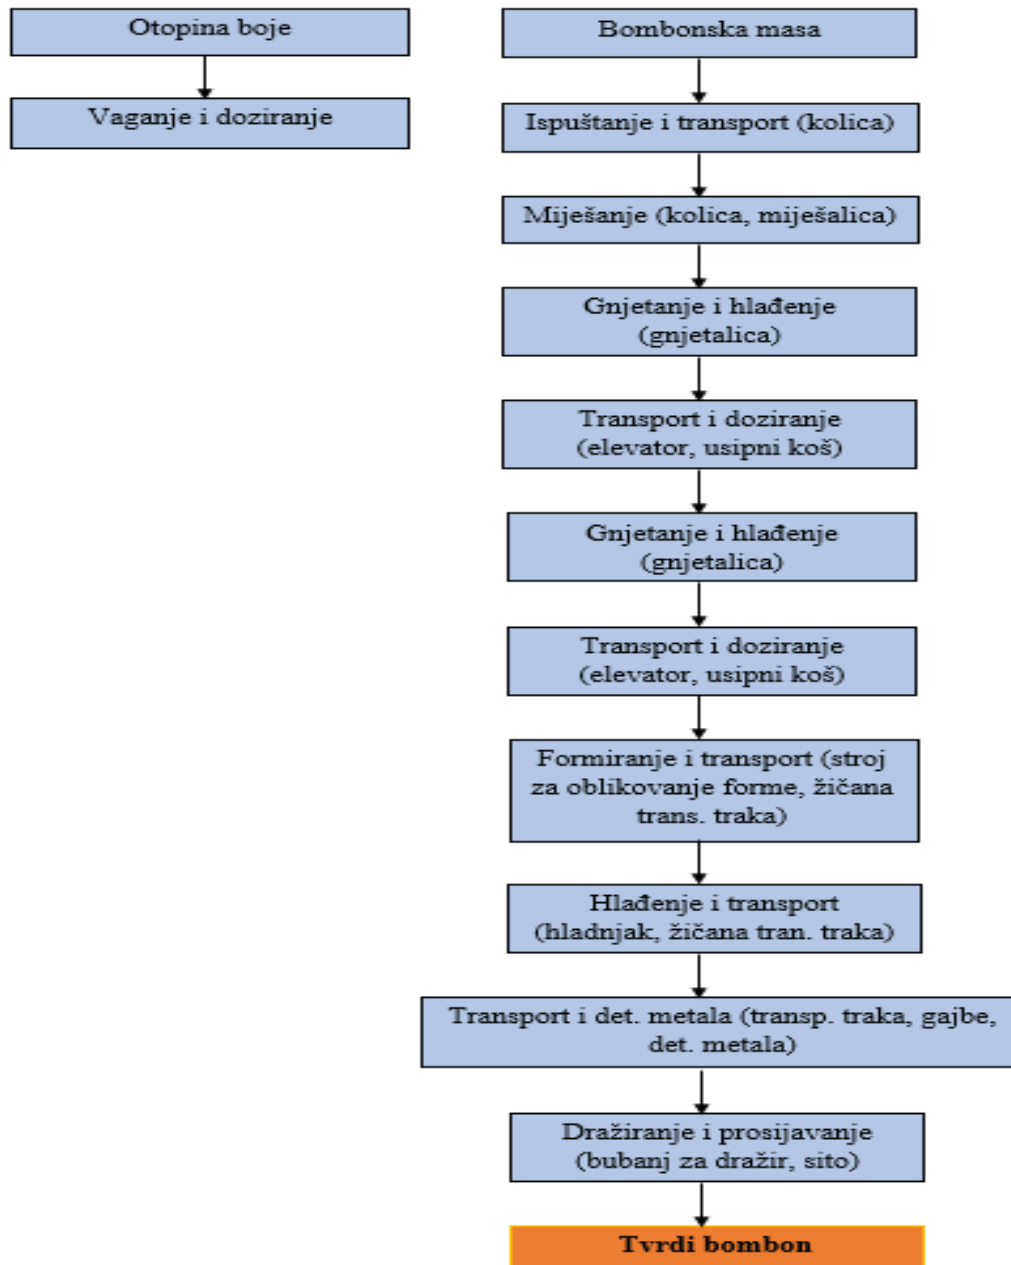 Otopina boje
Vaganje i doziranje
Bombonska masa
Ispuštanje i transport (kolica)
Miješanje (kolica, miješalica)
Gnjetanje i hlađenje
(gnjetalica)
Transport i doziranje
(elevator, usipni koš)
Gnjetanje i hlađenje
(gnjetalica)
Transport i doziranje
(elevator, usipni koš)
Formiranje i transport (stroj
za oblikovanje forme, žičana
trans. traka)
Hlađenje i transport
(hladnjak, žičana tran. traka)
Transport i det. metala (transp. traka, gajbe,
det. metala)
Dražiranje i prosijavanje
(bubanj za dražir, sito)
Tvrdi bombon